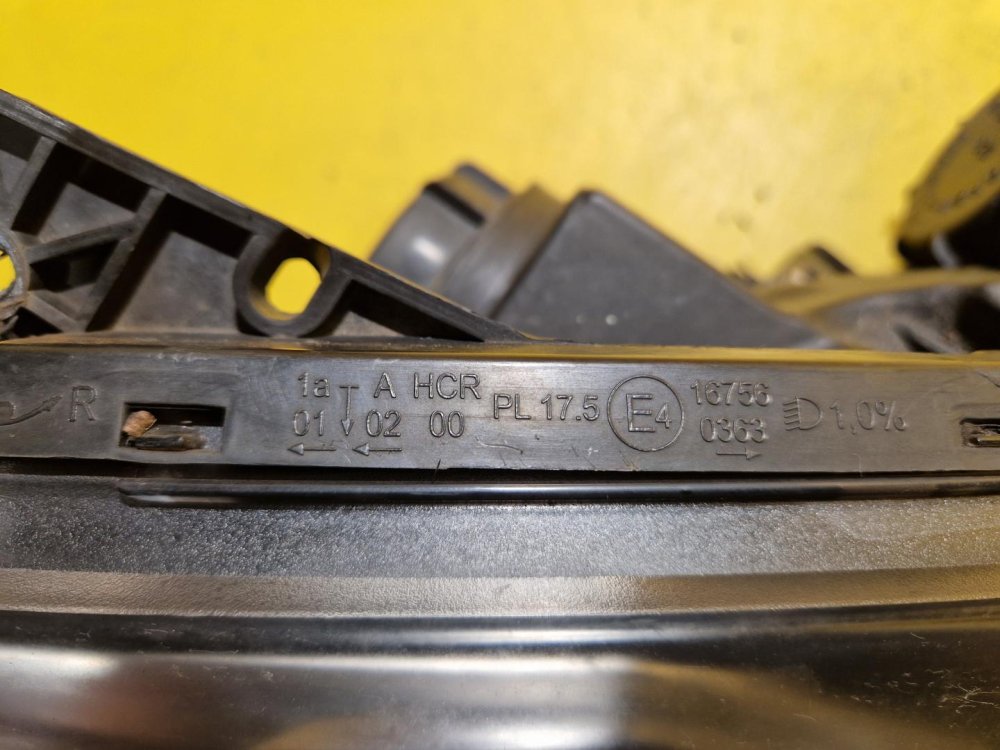 R 1a A HCR PL 17.5 E4 16756 1,0%
01 02 00 0363